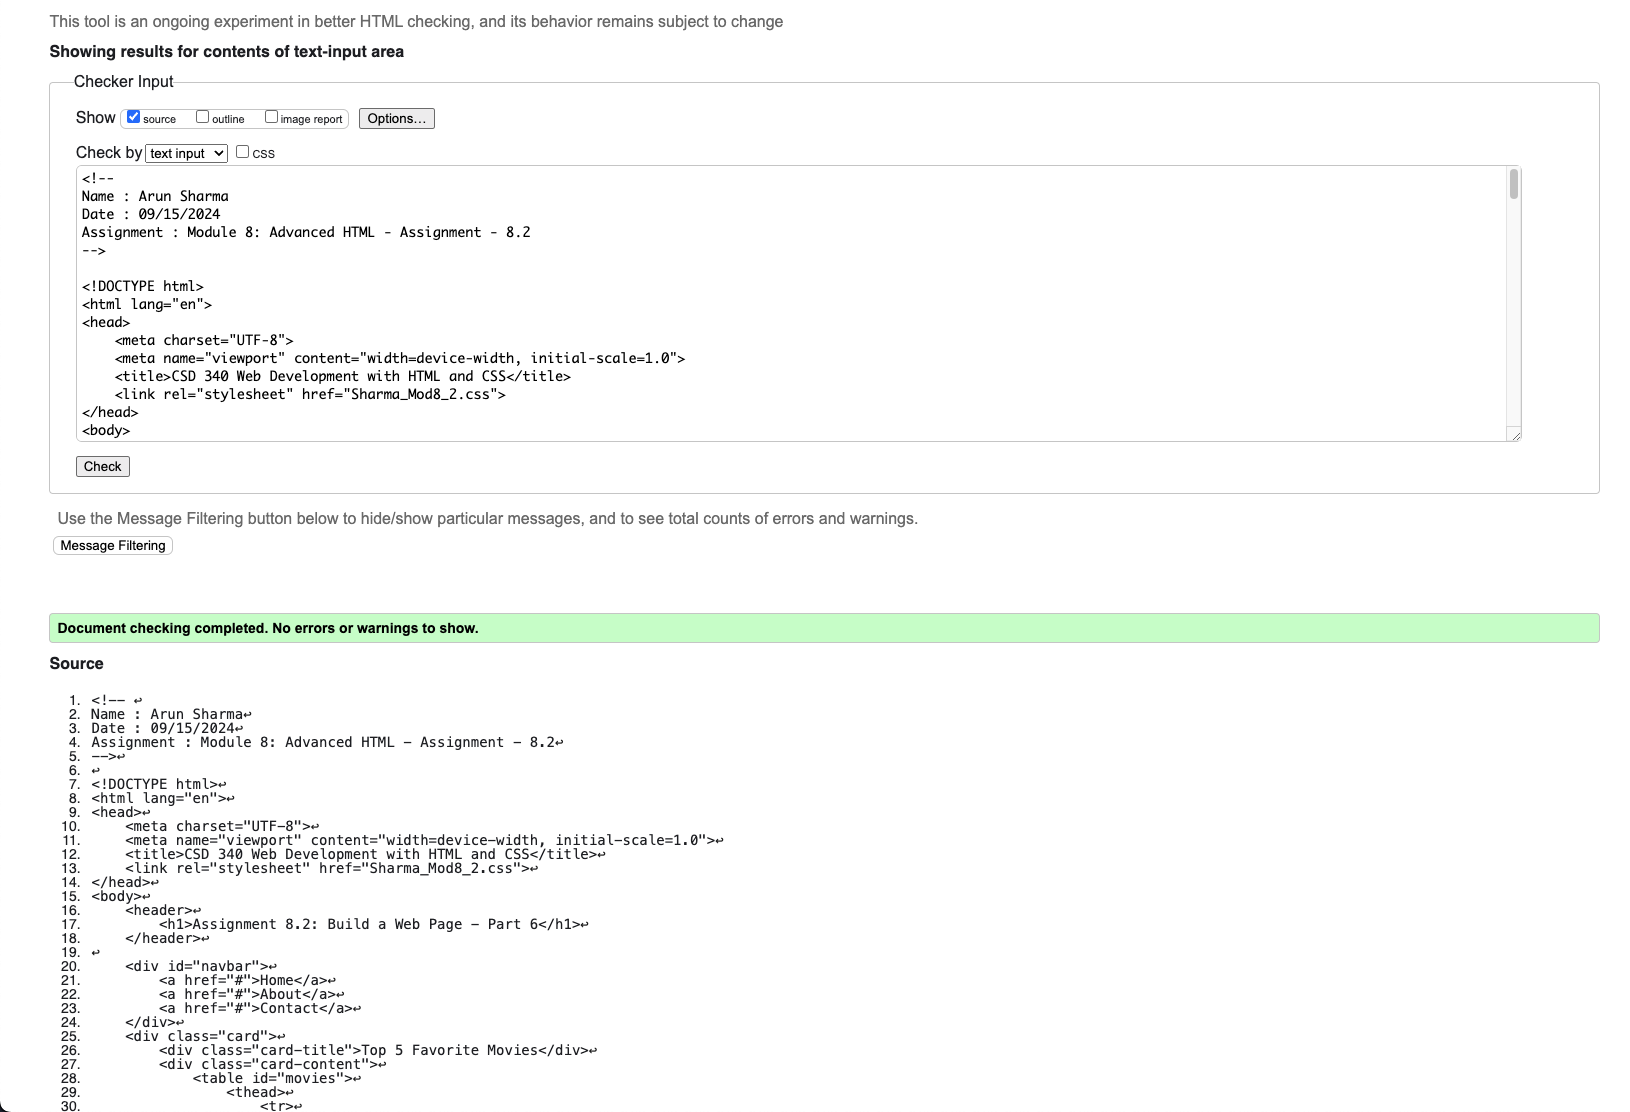 This tool is an ongoing experiment in better HTML checking, and its behavior remains subject to change
Showing results for contents of text-input area
Checker Input
Show source outline image report Options...
Check by text input CSS
<!--
Name : Arun Sharma
Date : 09/15/2024
Assignment : Module 8: Advanced HTML - Assignment - 8.2
-->
<!DOCTYPE html>
<html lang="en">
<head>
    <meta charset="UTF-8">
    <meta name="viewport" content="width=device-width, initial-scale=1.0">
    <title>CSD 340 Web Development with HTML and CSS</title>
    <link rel="stylesheet" href="Sharma_Mod8_2.css">
</head>
<body>
Check
Use the Message Filtering button below to hide/show particular messages, and to see total counts of errors and warnings.
Message Filtering
Document checking completed. No errors or warnings to show.
Source
1. <!-- ↩
2. Name : Arun Sharma↩
3. Date : 09/15/2024↩
4. Assignment : Module 8: Advanced HTML - Assignment - 8.2↩
5. -->↩
6. ↩
7. <!DOCTYPE html>↩
8. <html lang="en">↩
9. <head>↩
10.     <meta charset="UTF-8">↩
11.     <meta name="viewport" content="width=device-width, initial-scale=1.0">↩
12.     <title>CSD 340 Web Development with HTML and CSS</title>↩
13.     <link rel="stylesheet" href="Sharma_Mod8_2.css">↩
14. </head>↩
15. <body>↩
16.     <header>↩
17.         <h1>Assignment 8.2: Build a Web Page - Part 6</h1>↩
18.     </header>↩
19. ↩
20.     <div id="navbar">↩
21.         <a href="#">Home</a>↩
22.         <a href="#">About</a>↩
23.         <a href="#">Contact</a>↩
24.     </div>↩
25.     <div class="card">↩
26.         <div class="card-title">Top 5 Favorite Movies</div>↩
27.         <div class="card-content">↩
28.             <table id="movies">↩
29.                 <thead>↩
30.                     <tr>↩